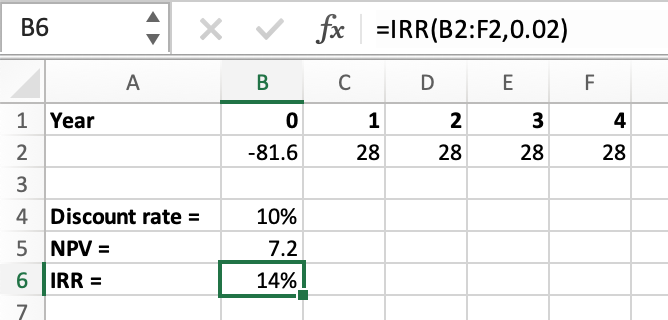 B6 fx =IRR(B2:F2,0.02)
A B C D E F
1 Year 0 1 2 3 4
2 -81.6 28 28 28 28
3
4 Discount rate = 10%
5 NPV = 7.2
6 IRR = 14%
7